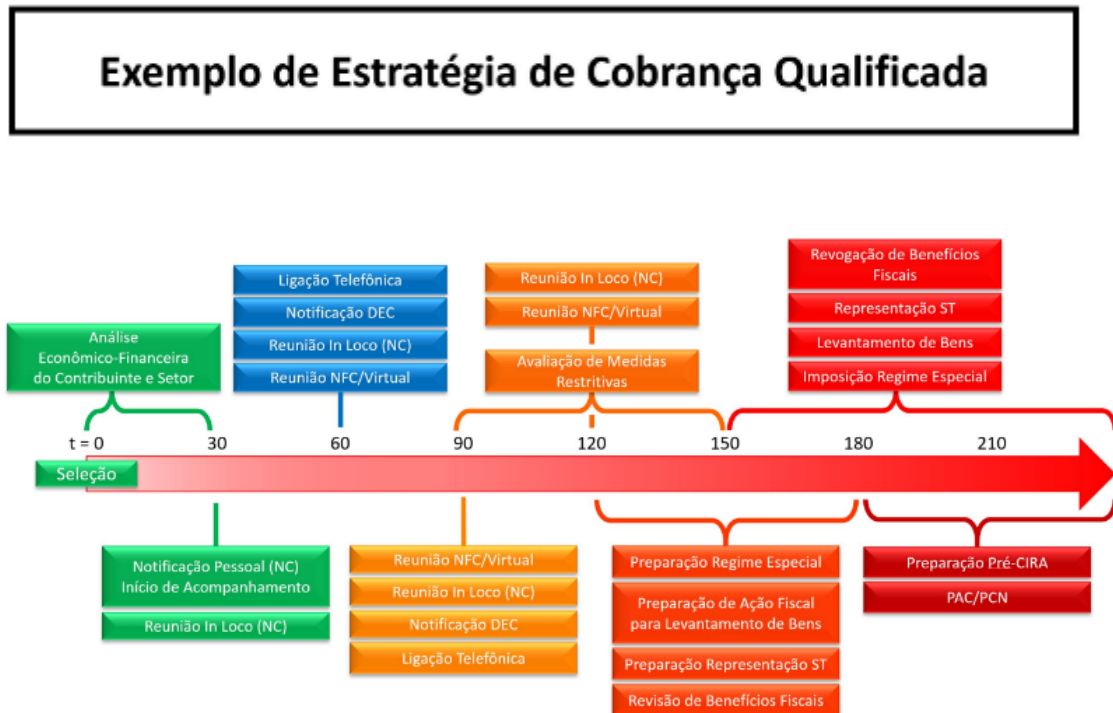 Exemplo de Estratégia de Cobrança Qualificada
Análise
Econômico-Financeira
do Contribuinte e Setor
Ligação Telefônica
Notificação DEC
Reunião In Loco (NC)
Reunião NFC/Virtual
Reunião In Loco (NC)
Reunião NFC/Virtual
Avaliação de Medidas
Restritivas
Revogação de Benefícios
Fiscais
Representação ST
Levantamento de Bens
Imposição Regime Especial
t = 0
30
60
90
120
150
180
210
Seleção
Notificação Pessoal (NC)
Início de Acompanhamento
Reunião In Loco (NC)
Reunião NFC/Virtual
Reunião In Loco (NC)
Notificação DEC
Ligação Telefônica
Preparação Regime Especial
Preparação de Ação Fiscal
para Levantamento de Bens
Preparação Representação ST
Revisão de Benefícios Fiscais
Preparação Pré-CIRA
PAC/PCN